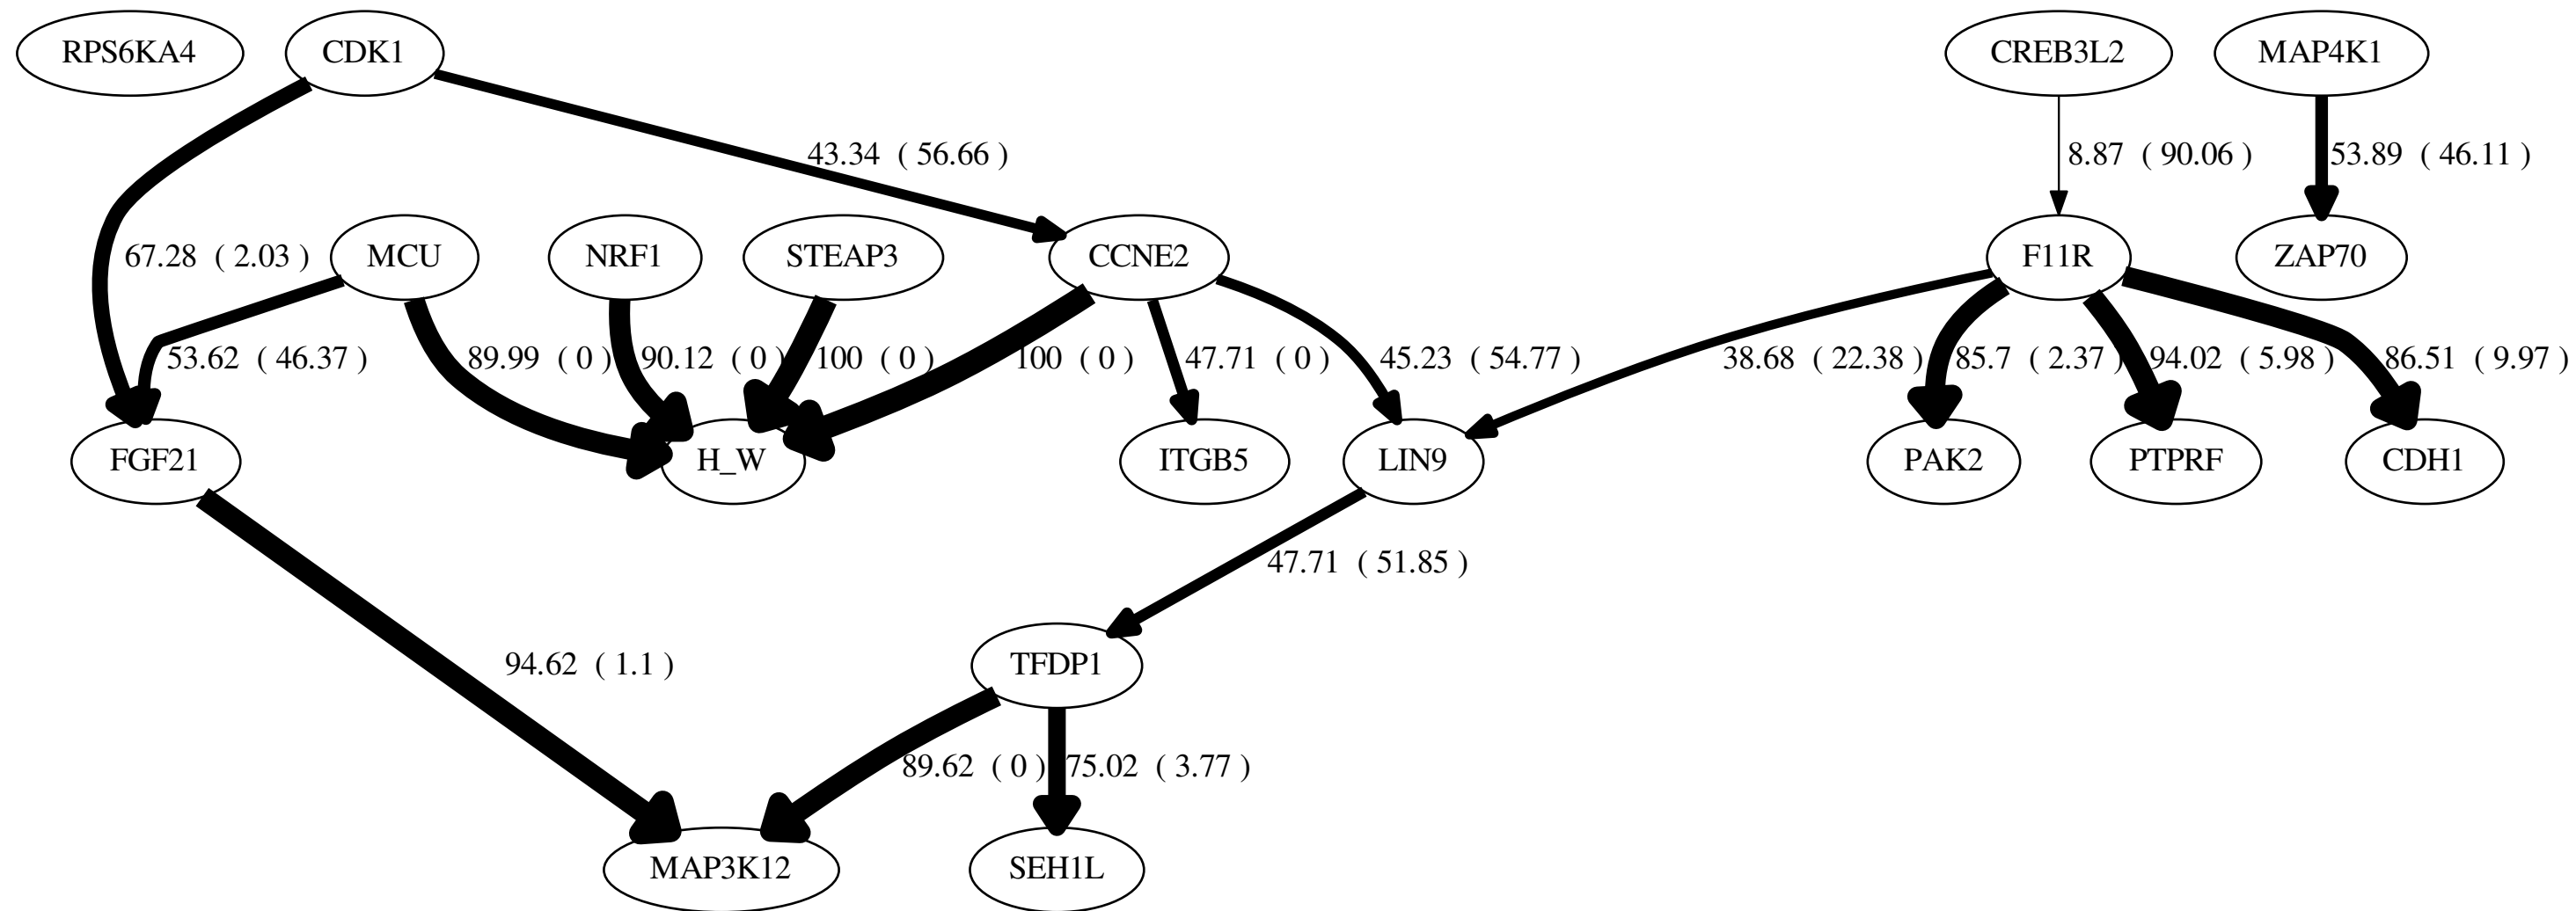 RPS6KA4
CDK1
CREB3L2
MAP4K1
43.34 ( 56.66 )
8.87 ( 90.06 )
53.89 ( 46.11 )
67.28 ( 2.03 )
MCU
NRF1
STEAP3
CCNE2
F11R
ZAP70
53.62 ( 46.37 )
89.99 ( 0 )
90.12 ( 0 )
100 ( 0 )
100 ( 0 )
47.71 ( 0 )
45.23 ( 54.77 )
38.68 ( 22.38 )
85.7 ( 2.37 )
94.02 ( 5.98 )
86.51 ( 9.97 )
FGF21
H_W
ITGB5
LIN9
PAK2
PTPRF
CDH1
47.71 ( 51.85 )
94.62 ( 1.1 )
TFDP1
89.62 ( 0 )
75.02 ( 3.77 )
MAP3K12
SEH1L